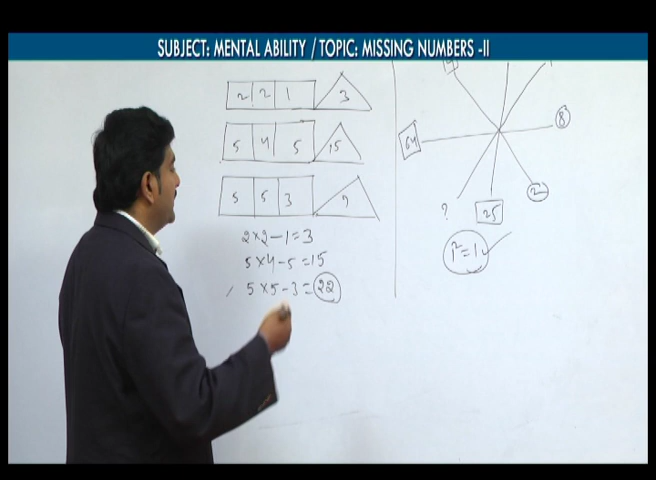 SUBJECT: MENTAL ABILITY / TOPIC: MISSING NUMBERS -II
2 2 1 3
5 4 5 15
5 5 3 ?
2×2-1=3
5×4-5=15
5×5-3=22
8
64
2
?
25
1²=1